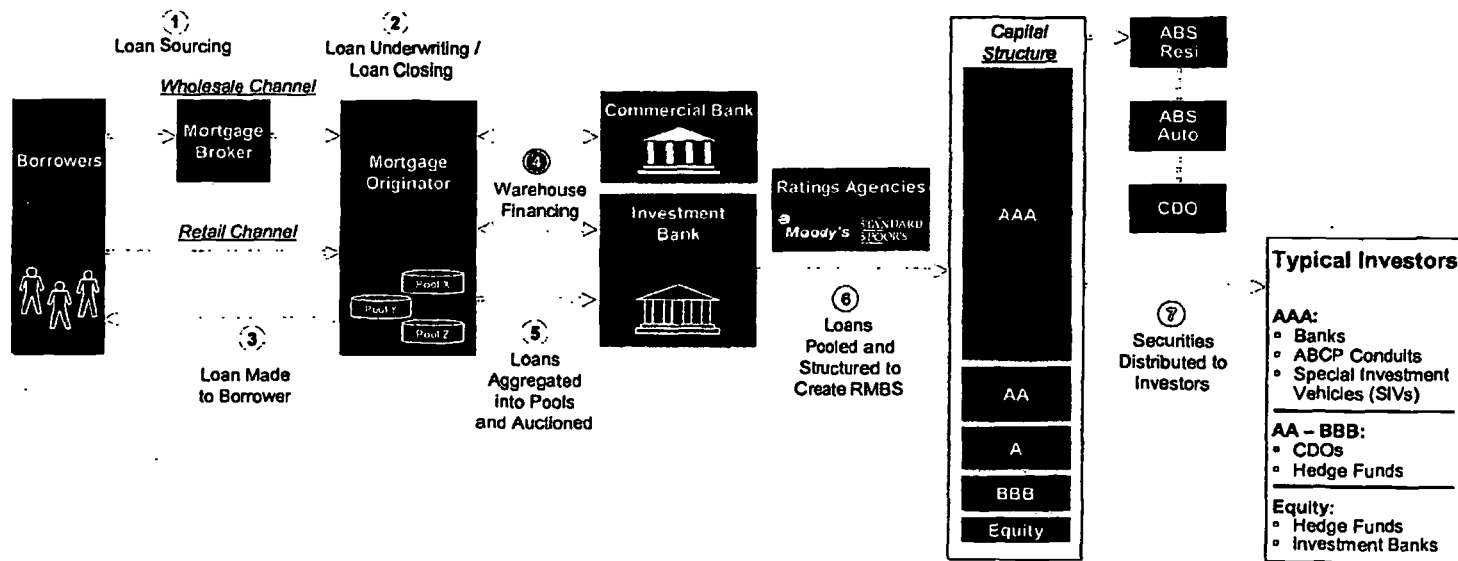 1
Loan Sourcing
2
Loan Underwriting /
Loan Closing
Wholesale Channel
Borrowers
Mortgage
Broker
Mortgage
Originator
Retail Channel
Pool X
Pool Y
Pool Z
3
Loan Made
to Borrower
4
Warehouse
Financing
5
Loans
Aggregated
into Pools
and Auctioned
Commercial Bank
Investment
Bank
Ratings Agencies
Moody's
STANDARD
&POOR'S
6
Loans
Pooled and
Structured to
Create RMBS
Capital
Structure
AAA
AA
A
BBB
Equity
ABS
Resi
ABS
Auto
CDO
7
Securities
Distributed to
Investors
Typical Investors
AAA:
▫ Banks
▫ ABCP Conduits
▫ Special Investment
Vehicles (SIVs)
AA – BBB:
▫ CDOs
▫ Hedge Funds
Equity:
▫ Hedge Funds
▫ Investment Banks